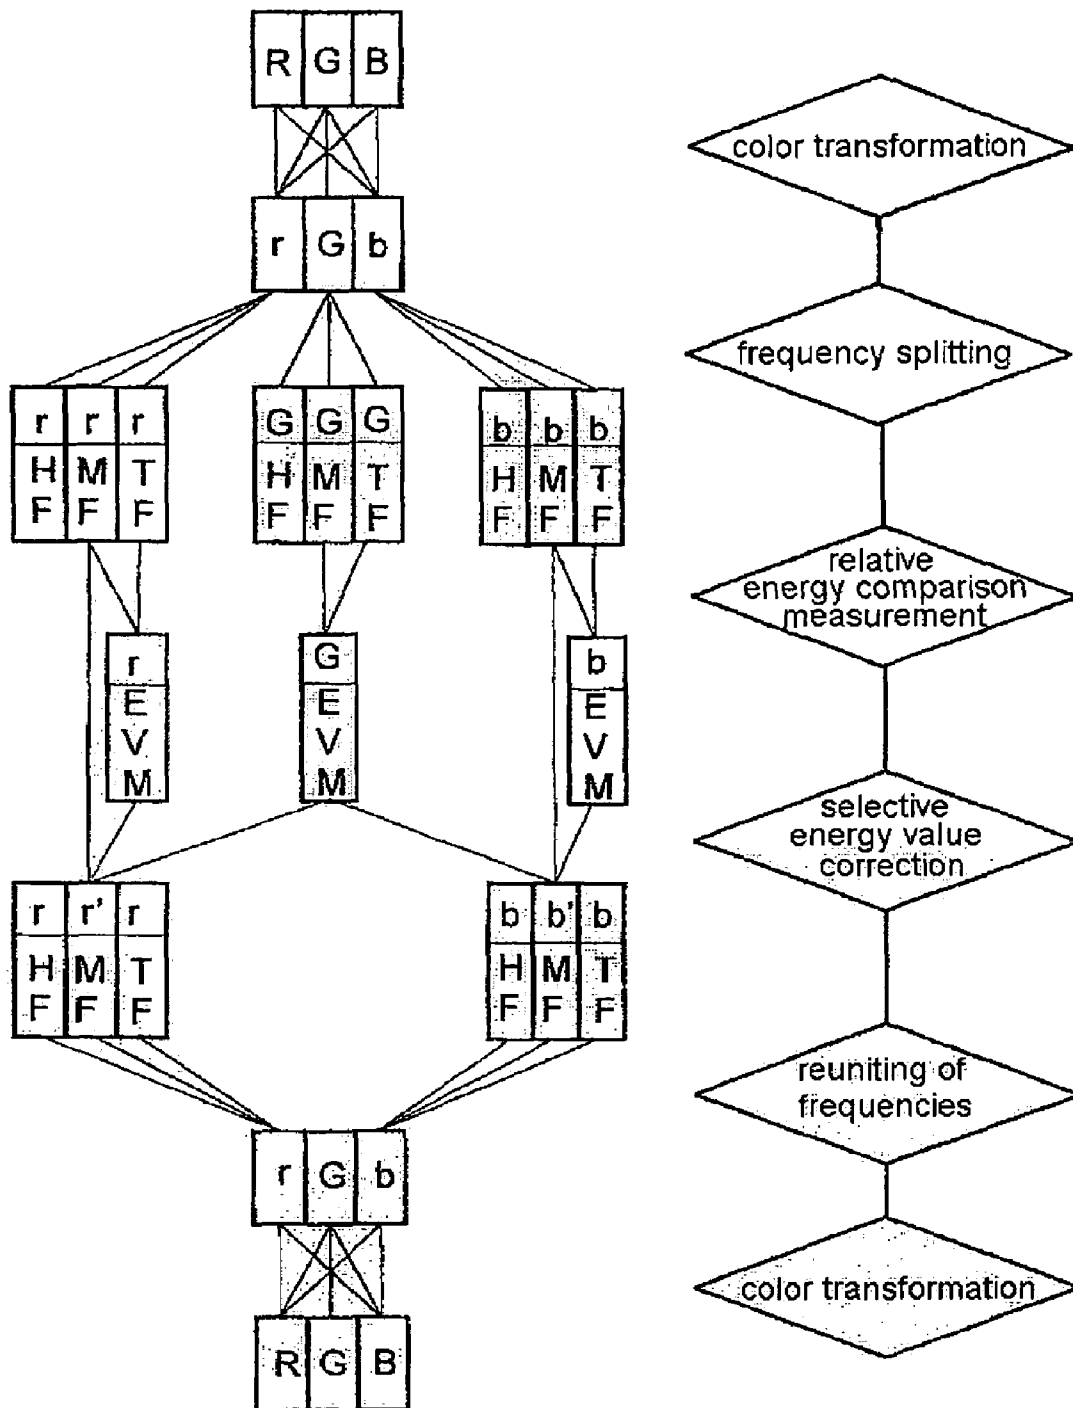 R G B
color transformation
r G b
frequency splitting
r r r
H M T
F F F
G G G
H M T
F F F
b b b
H M T
F F F
relative
energy comparison
measurement
r
E
V
M
G
E
V
M
b
E
V
M
selective
energy value
correction
r r' r
H M T
F F F
b b' b
H M T
F F F
reuniting of
frequencies
r G b
color transformation
R G B